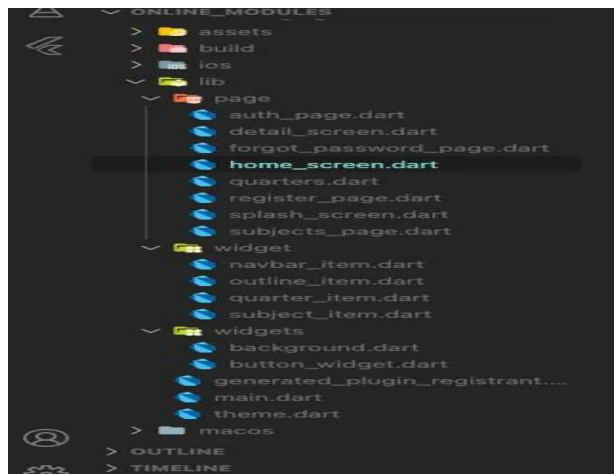 ONLINE_MODULES
assets
build
ios
lib
page
auth_page.dart
detail_screen.dart
forgot_password_page.dart
home_screen.dart
quarters.dart
register_page.dart
splash_screen.dart
subjects_page.dart
widget
navbar_item.dart
outline_item.dart
quarter_item.dart
subject_item.dart
widgets
background.dart
button_widget.dart
generated_plugin_registrant....
main.dart
theme.dart
macos
OUTLINE
TIMELINE